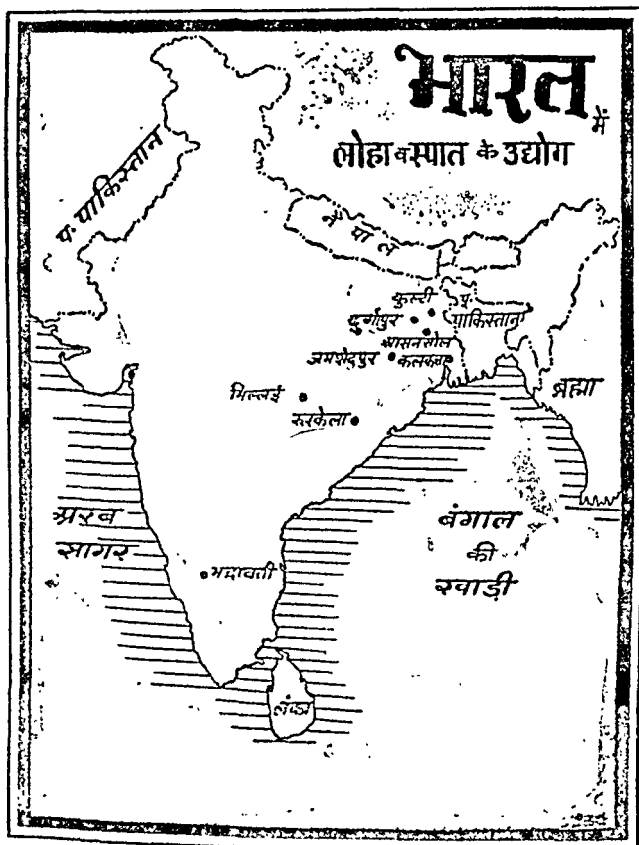 भारत में
लोहा व स्पात के उद्योग
प. पाकिस्तान
नेपाल
कुल्टी
पू.
दुर्गापुर
पाकिस्तान
आसनसोल
जमशेदपुर
कलकत्ता
ब्रह्मा
भिलाई
रुरकेला
अरब
सागर
बंगाल
की
खाड़ी
भद्रावती
लंका